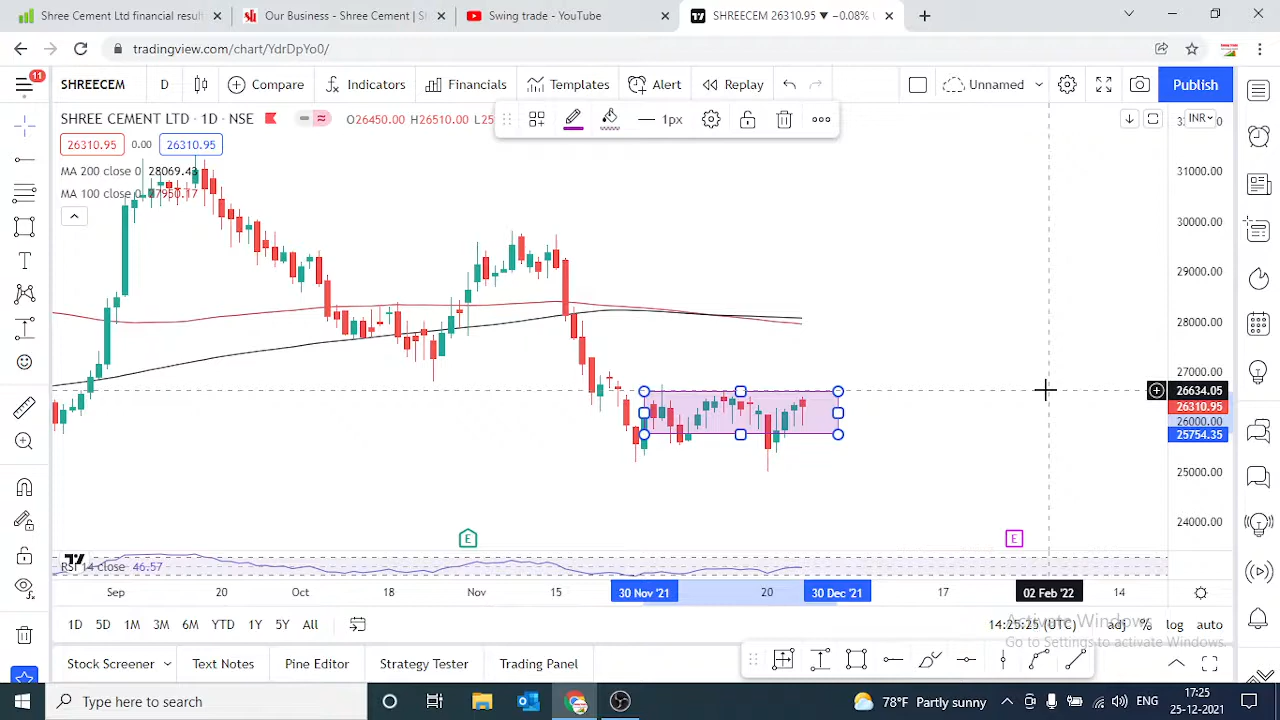 Shree Cement Ltd financial result
Our Business - Shree Cement | S
Swing trade - YouTube
SHREECEM 26310.95 ▼ −0.08% U
tradingview.com/chart/YdrDpYo0/
11
SHREECEM
D
Compare
Indicators
Financials
Templates
Alert
Replay
Unnamed
Publish
SHREE CEMENT LTD · 1D · NSE
O26450.00 H26510.00 L25
1px
INR
26310.95
0.00
26310.95
MA 200 close 0 28069.43
MA 100 close 0 27950.17
31000.00
30000.00
29000.00
28000.00
27000.00
26634.05
26310.95
26000.00
25754.35
25000.00
24000.00
E
E
RSI 14 close 46.57
Sep
20
Oct
18
Nov
15
30 Nov '21
20
30 Dec '21
17
02 Feb '22
14
1D
5D
1M
3M
6M
YTD
1Y
5Y
All
14:25:25 (UTC)
adj
%
log
auto
Activate Windows
Go to Settings to activate Windows.
Stock Screener
Text Notes
Pine Editor
Strategy Tester
Trading Panel
Type here to search
78°F Partly sunny
ENG
17:25
25-12-2021